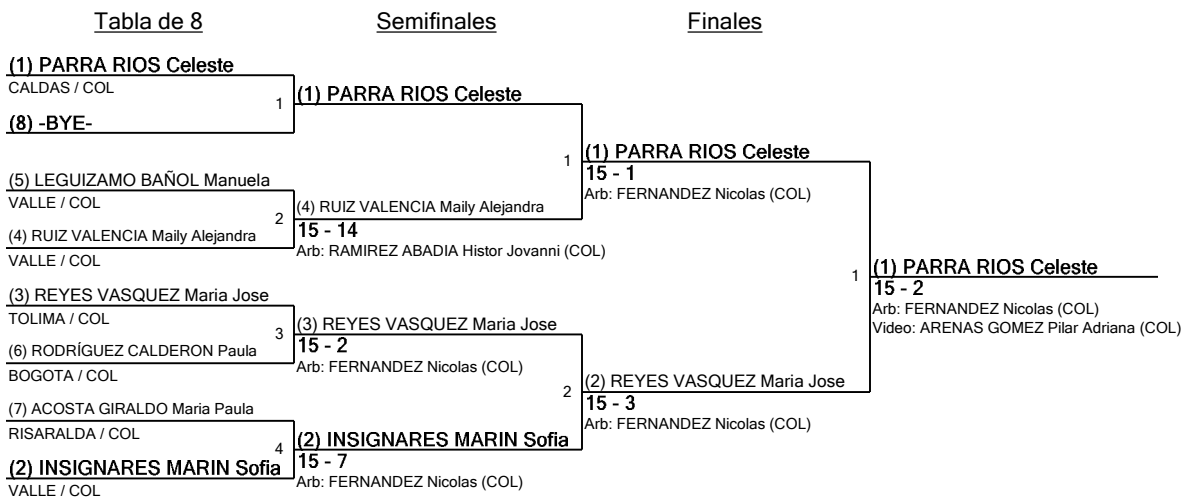 Tabla de 8
Semifinales
Finales
(1) PARRA RIOS Celeste
CALDAS / COL
1
(8) -BYE-
(5) LEGUIZAMO BAÑOL Manuela
VALLE / COL
2
(4) RUIZ VALENCIA Maily Alejandra
VALLE / COL
(3) REYES VASQUEZ Maria Jose
TOLIMA / COL
3
(6) RODRÍGUEZ CALDERON Paula
BOGOTA / COL
(7) ACOSTA GIRALDO Maria Paula
RISARALDA / COL
4
(2) INSIGNARES MARIN Sofia
VALLE / COL
(1) PARRA RIOS Celeste
1
(4) RUIZ VALENCIA Maily Alejandra
15 - 14
Arb: RAMIREZ ABADIA Histor Jovanni (COL)
(3) REYES VASQUEZ Maria Jose
15 - 2
Arb: FERNANDEZ Nicolas (COL)
2
(2) INSIGNARES MARIN Sofia
15 - 7
Arb: FERNANDEZ Nicolas (COL)
(1) PARRA RIOS Celeste
15 - 1
Arb: FERNANDEZ Nicolas (COL)
1
(2) REYES VASQUEZ Maria Jose
15 - 3
Arb: FERNANDEZ Nicolas (COL)
(1) PARRA RIOS Celeste
15 - 2
Arb: FERNANDEZ Nicolas (COL)
Video: ARENAS GOMEZ Pilar Adriana (COL)